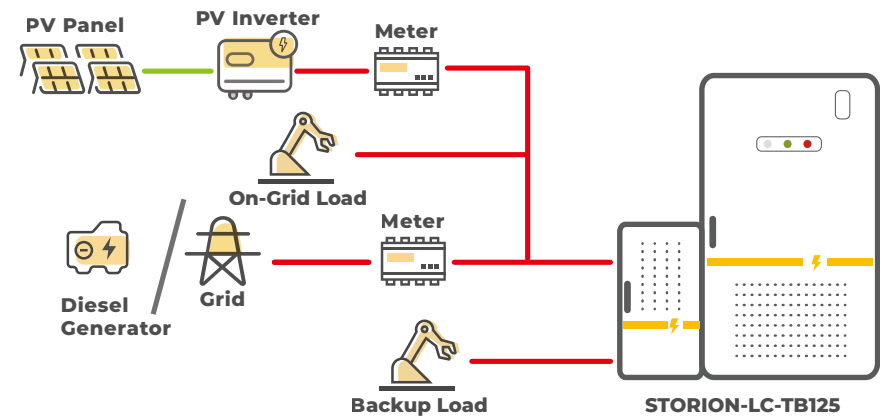 PV Panel
PV Inverter
Meter
On-Grid Load
Meter
Diesel
Generator
Grid
Backup Load
STORION-LC-TB125